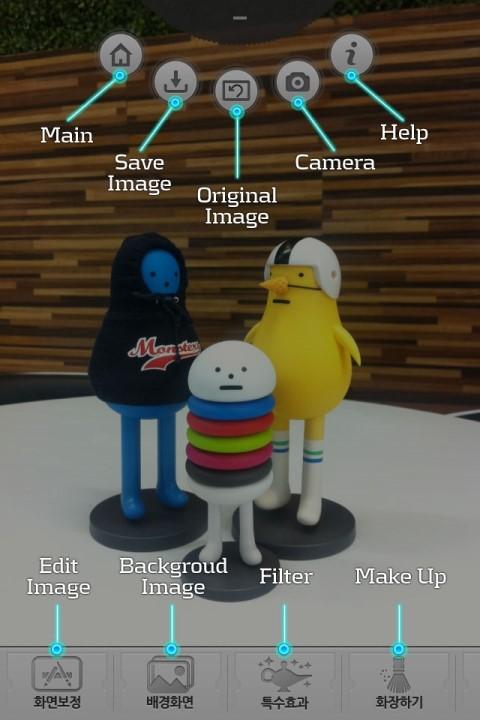 Main
Save
Image
Original
Image
Camera
Help
Monsters
Edit
Image
Backgroud
Image
Filter
Make Up
화면보정
배경화면
특수효과
화장하기